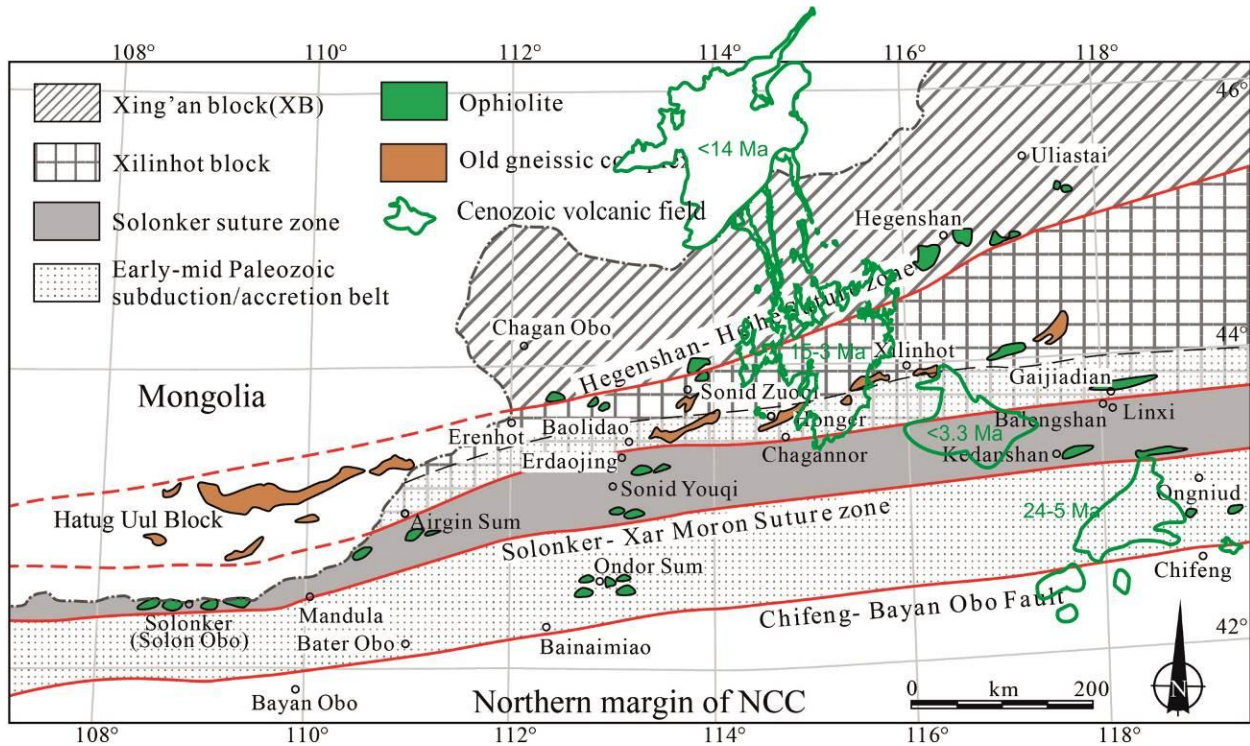 108°
110°
112°
114°
116°
118°
46°
Xing'an block(XB)
Ophiolite
Xilinhot block
Old gneissic complex
Solonker suture zone
Cenozoic volcanic field
Early-mid Paleozoic
subduction/accretion belt
<14 Ma
Uliastai
Hegenshan
Chagan Obo
Hegenshan- Heihe Suture zone
44°
15-3 Ma
Xilinhot
Mongolia
Sonid Zuoqi
Gaijiadian
Baolidao
Honger
Balengshan
Linxi
Erenhot
<3.3 Ma
Erdaojing
Chagannor
Kedanshan
Sonid Youqi
Ongniud
Hatug Uul Block
Airgin Sum
24-5 Ma
Solonker- Xar Moron Suture zone
Ondor Sum
Chifeng
Mandula
Chifeng- Bayan Obo Fault
Solonker
(Solon Obo)
Bater Obo
Bainaimiao
42°
Bayan Obo
Northern margin of NCC
0 km 200
N
108°
110°
112°
114°
116°
118°